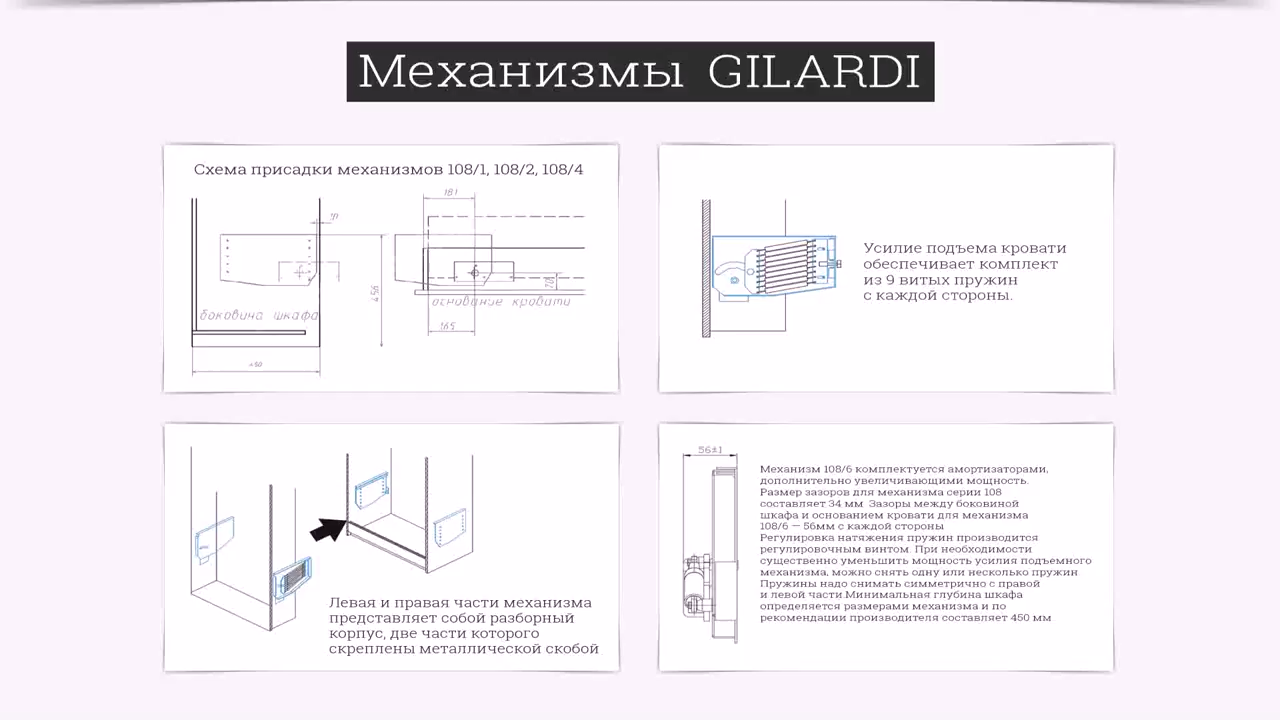 Механизмы GILARDI
Схема присадки механизмов 108/1, 108/2, 108/4
181
10
456
70
основание кровати
боковина шкафа
165
450
Усилие подъема кровати
обеспечивает комплект
из 9 витых пружин
с каждой стороны.
Левая и правая части механизма
представляет собой разборный
корпус, две части которого
скреплены металлической скобой
56±1
Механизм 108/6 комплектуется амортизаторами,
дополнительно увеличивающими мощность.
Размер зазоров для механизма серии 108
составляет 34 мм Зазоры между боковиной
шкафа и основанием кровати для механизма
108/6 — 56мм с каждой стороны
Регулировка натяжения пружин производится
регулировочным винтом. При необходимости
существенно уменьшить мощность усилия подъемного
механизма, можно снять одну или несколько пружин
Пружины надо снимать симметрично с правой
и левой части Минимальная глубина шкафа
определяется размерами механизма и по
рекомендации производителя составляет 450 мм